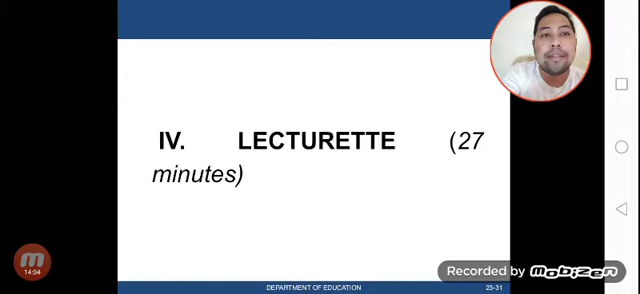 IV. LECTURETTE (27
minutes)
14:04
Recorded by mobizen
DEPARTMENT OF EDUCATION 23-31